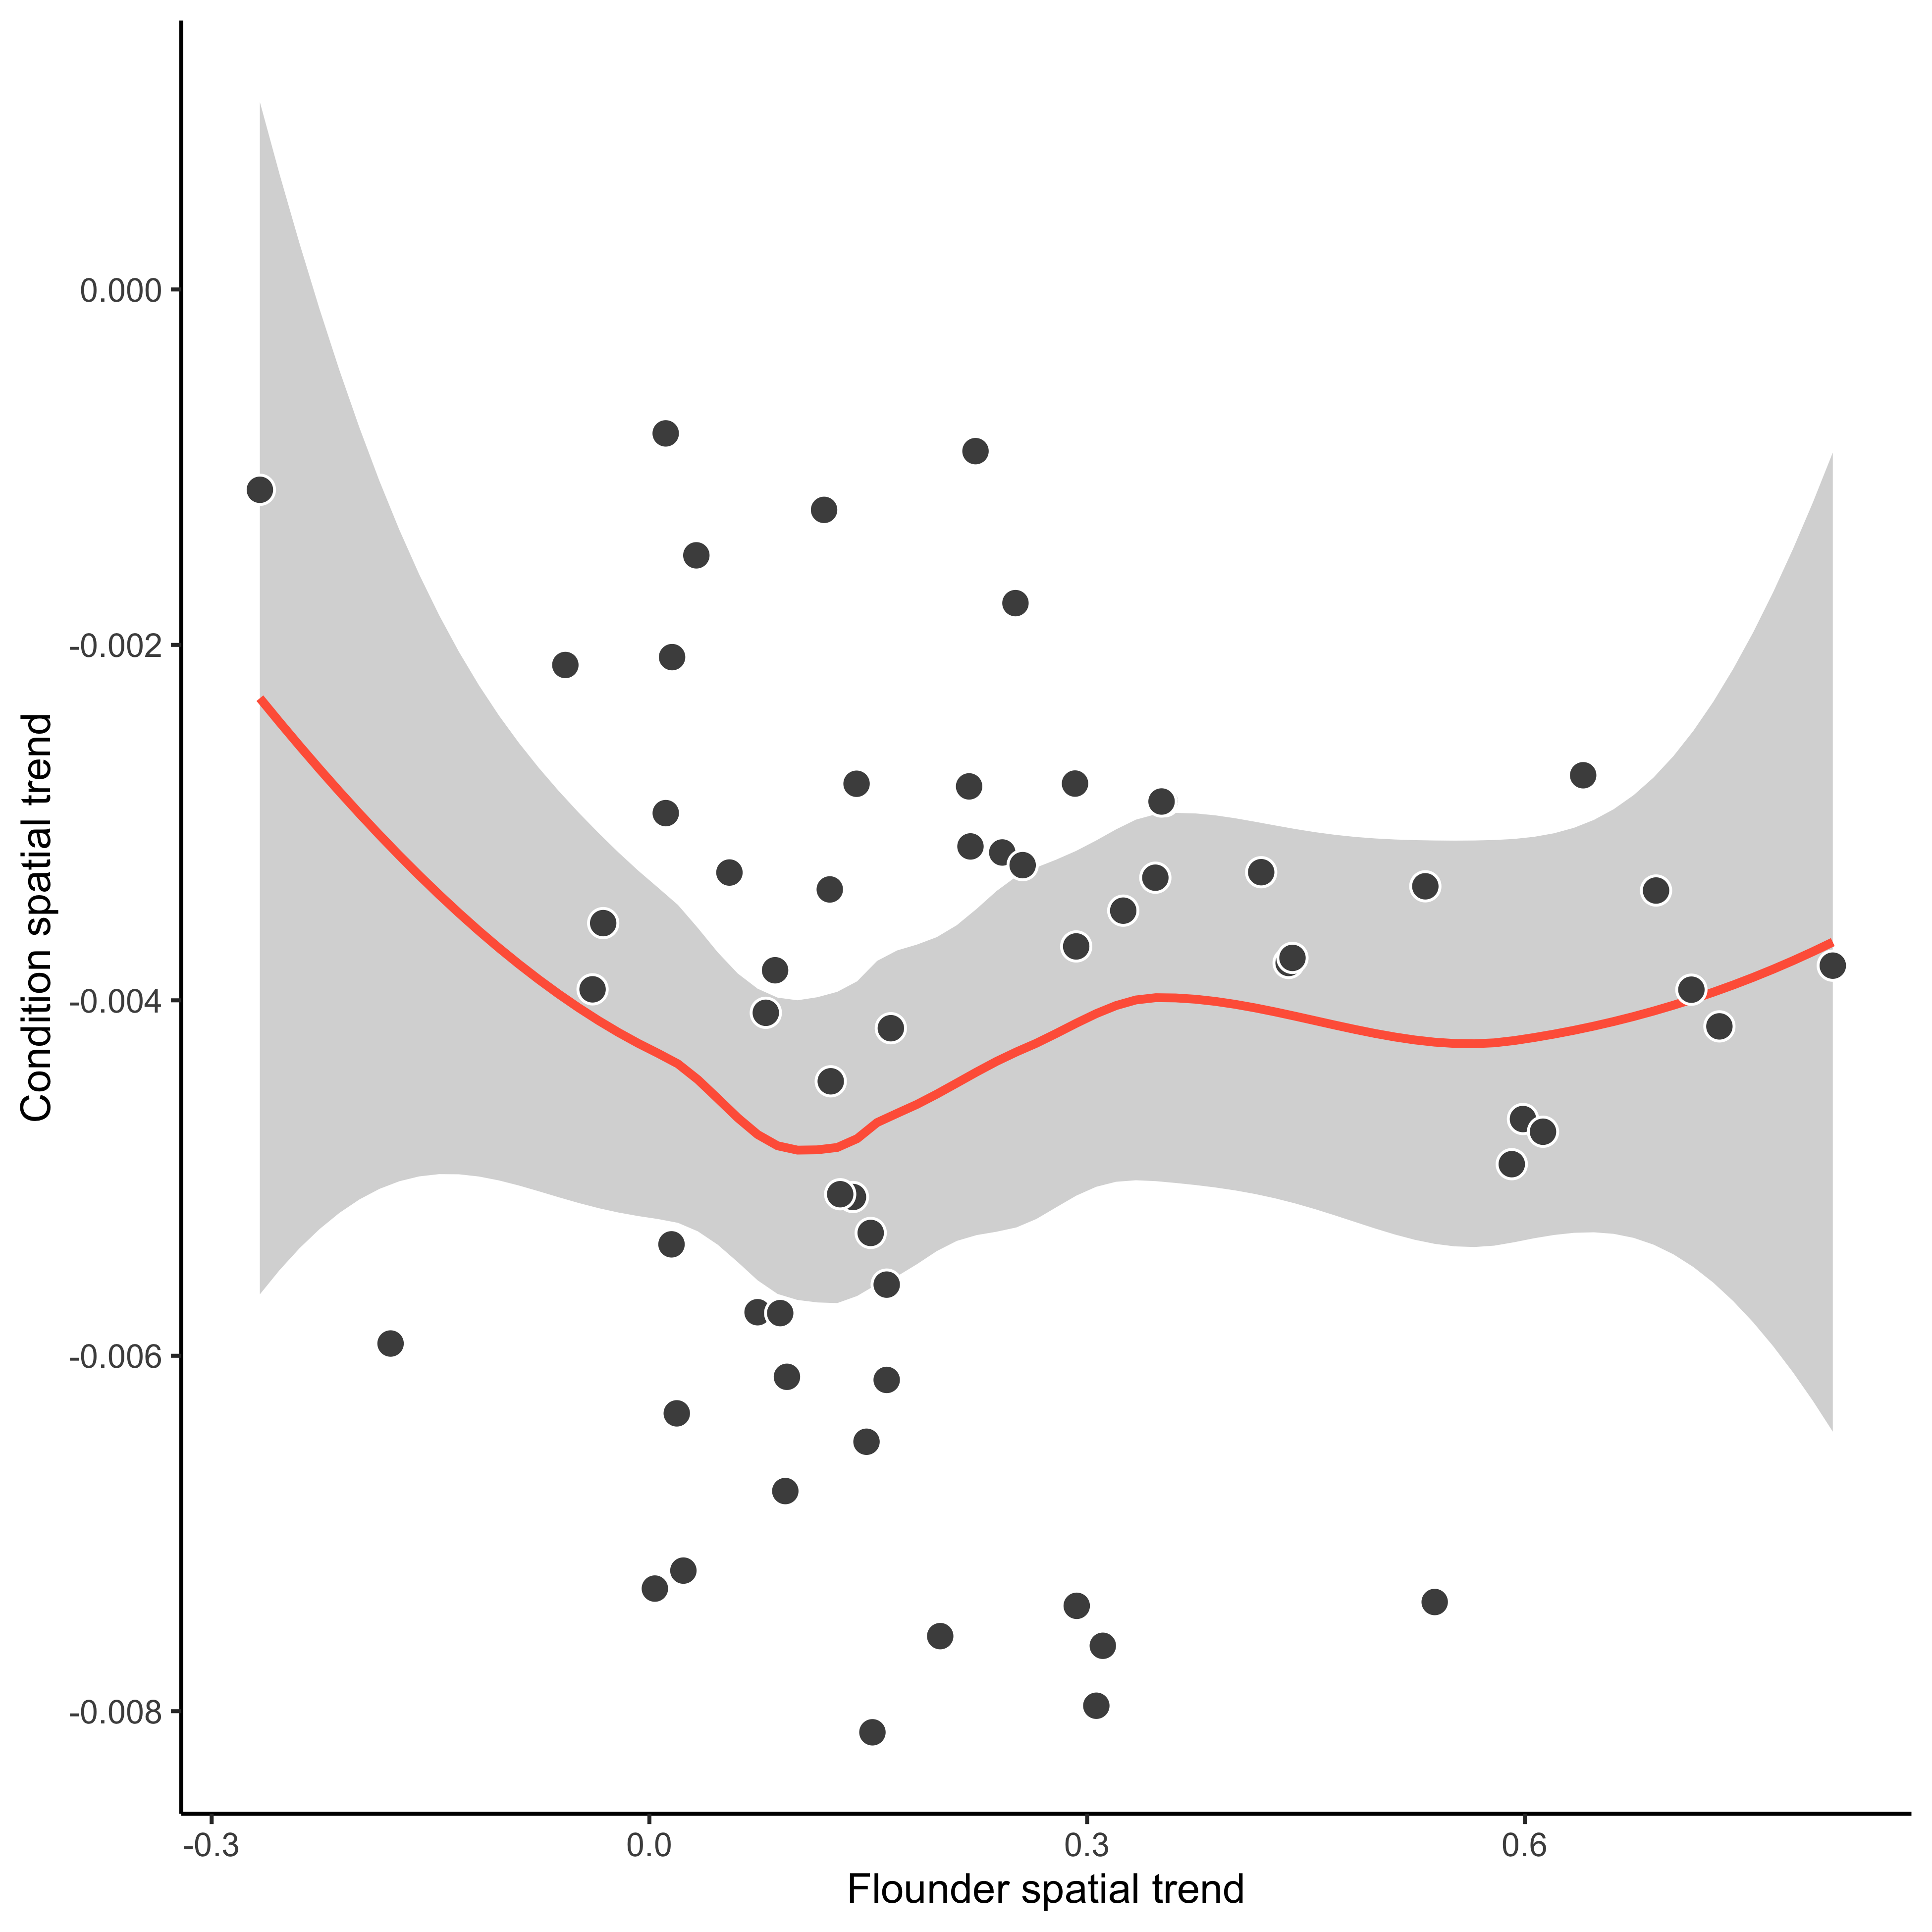 Condition spatial trend
0.000
-0.002
-0.004
-0.006
-0.008
-0.3 0.0 0.3 0.6
Flounder spatial trend